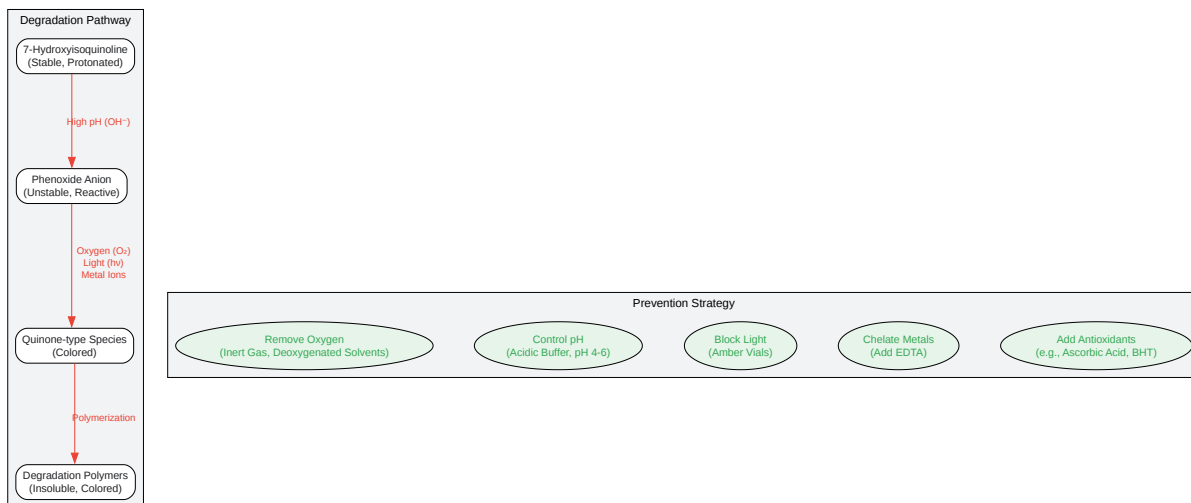 Degradation Pathway
7-Hydroxyisoquinoline
(Stable, Protonated)
High pH (OH⁻)
Phenoxide Anion
(Unstable, Reactive)
Oxygen (O₂)
Light (hν)
Metal Ions
Quinone-type Species
(Colored)
Polymerization
Degradation Polymers
(Insoluble, Colored)
Prevention Strategy
Remove Oxygen
(Inert Gas, Deoxygenated Solvents)
Control pH
(Acidic Buffer, pH 4-6)
Block Light
(Amber Vials)
Chelate Metals
(Add EDTA)
Add Antioxidants
(e.g., Ascorbic Acid, BHT)